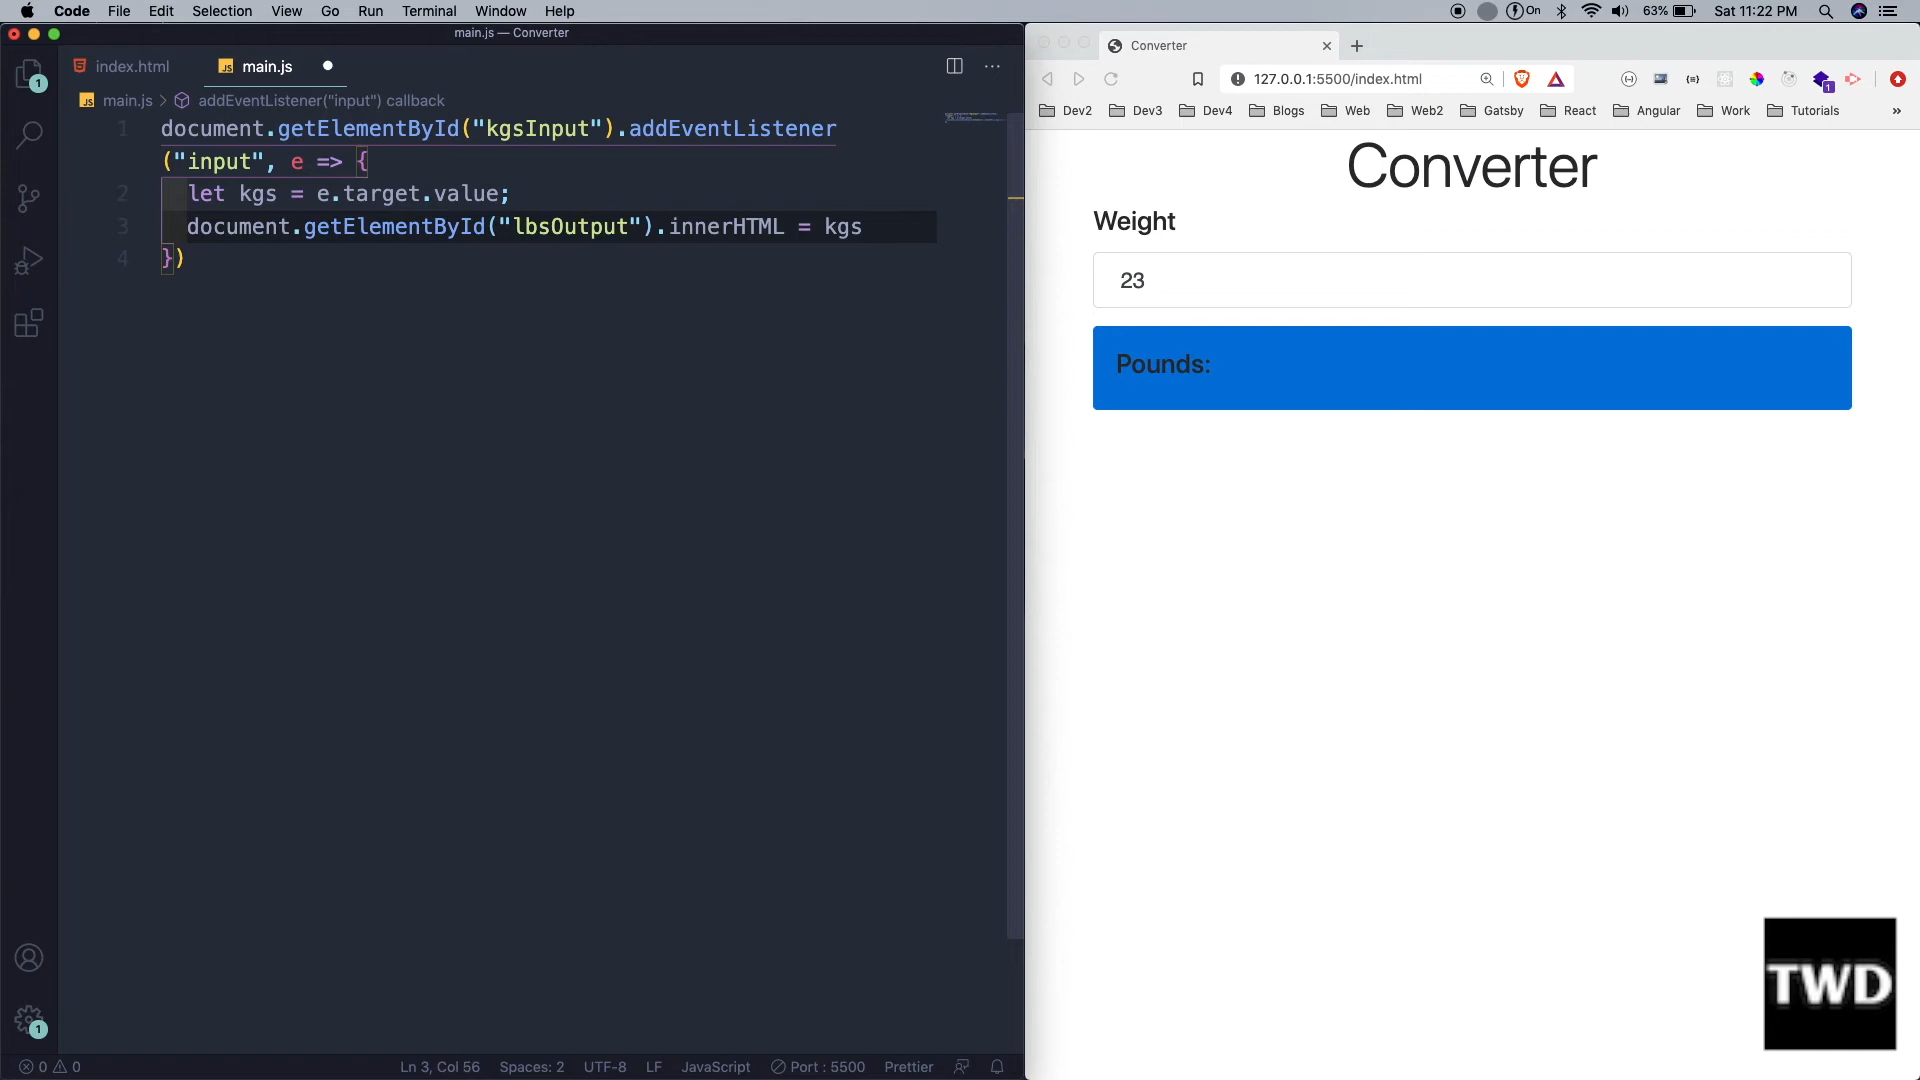 Code File Edit Selection View Go Run Terminal Window Help On 63% Sat 11:22 PM
main.js — Converter
1
index.html main.js
main.js > addEventListener("input") callback
1 document.getElementById("kgsInput").addEventListener
("input", e => {
2 let kgs = e.target.value;
3 document.getElementById("lbsOutput").innerHTML = kgs
4 })
1
0 0 Ln 3, Col 56 Spaces: 2 UTF-8 LF JavaScript Port : 5500 Prettier
Converter
127.0.0.1:5500/index.html 1
Dev2 Dev3 Dev4 Blogs Web Web2 Gatsby React Angular Work Tutorials »
Converter
Weight
23
Pounds:
TWD